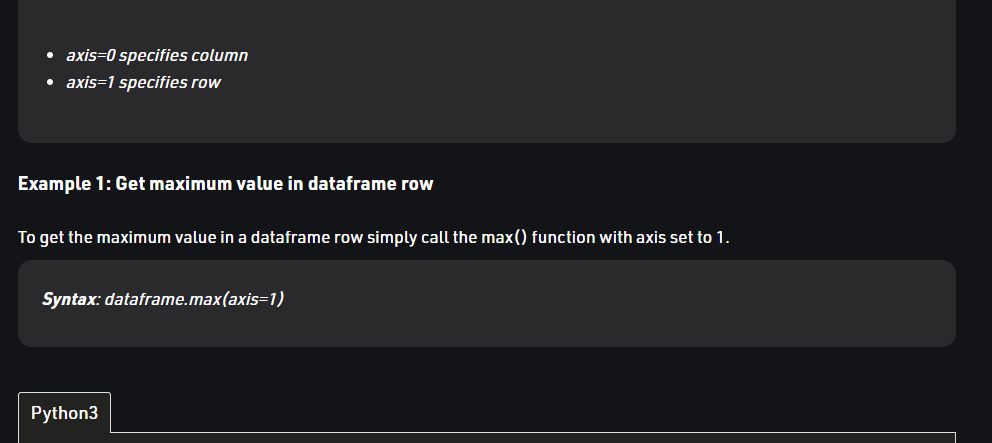 axis=0 specifies column
axis=1 specifies row
Example 1: Get maximum value in dataframe row
To get the maximum value in a dataframe row simply call the max() function with axis set to 1.
Syntax: dataframe.max(axis=1)
Python3